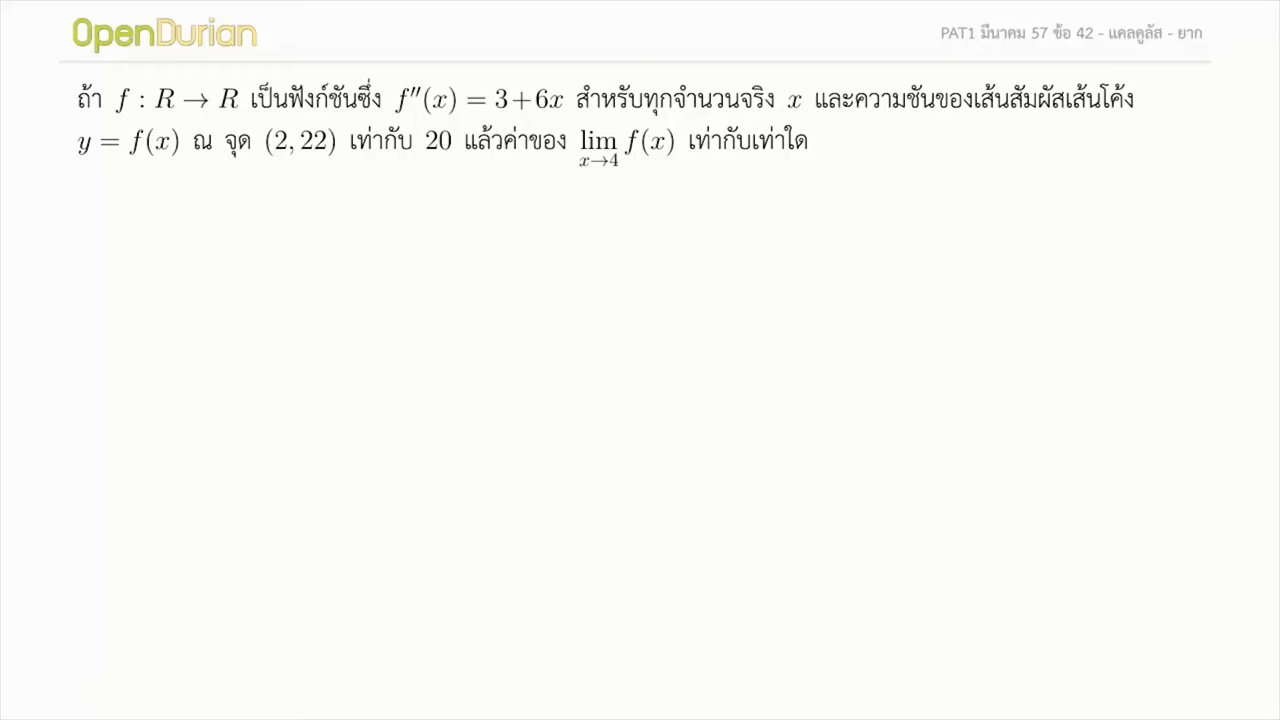 OpenDurian
PAT1 มีนาคม 57 ข้อ 42 - แคลคูลัส - ยาก
ถ้า f : R → R เป็นฟังก์ชันซึ่ง f″(x) = 3+6x สำหรับทุกจำนวนจริง x และความชันของเส้นสัมผัสเส้นโค้ง
y = f(x) ณ จุด (2, 22) เท่ากับ 20 แล้วค่าของ lim x→4 f(x) เท่ากับเท่าใด